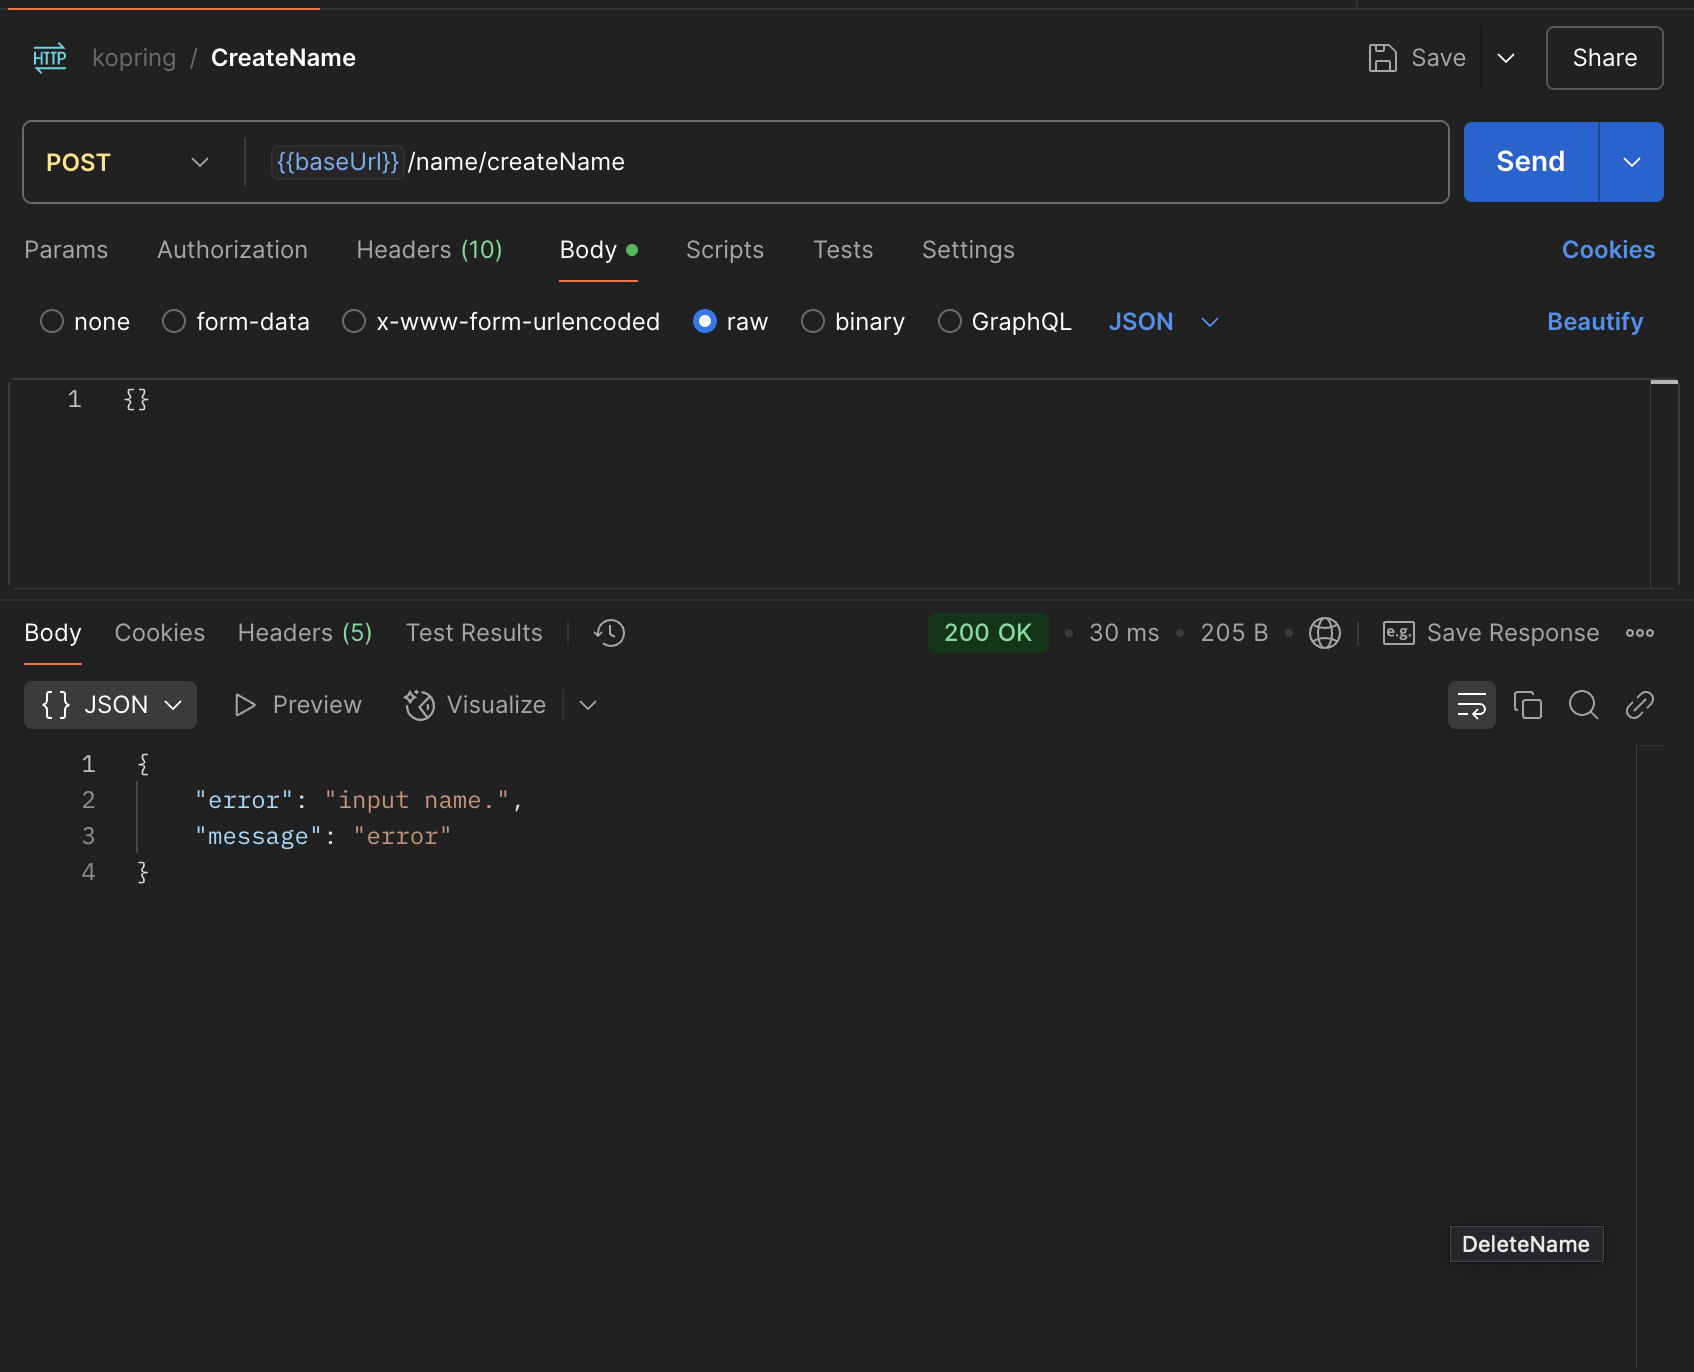 HTTP kopring / CreateName Save Share
POST {{baseUrl}}/name/createName Send
Params Authorization Headers (10) Body Scripts Tests Settings Cookies
none form-data x-www-form-urlencoded raw binary GraphQL JSON Beautify
1 {}
Body Cookies Headers (5) Test Results 200 OK • 30 ms • 205 B • e.g. Save Response
{} JSON Preview Visualize
1 {
2 "error": "input name.",
3 "message": "error"
4 }
DeleteName